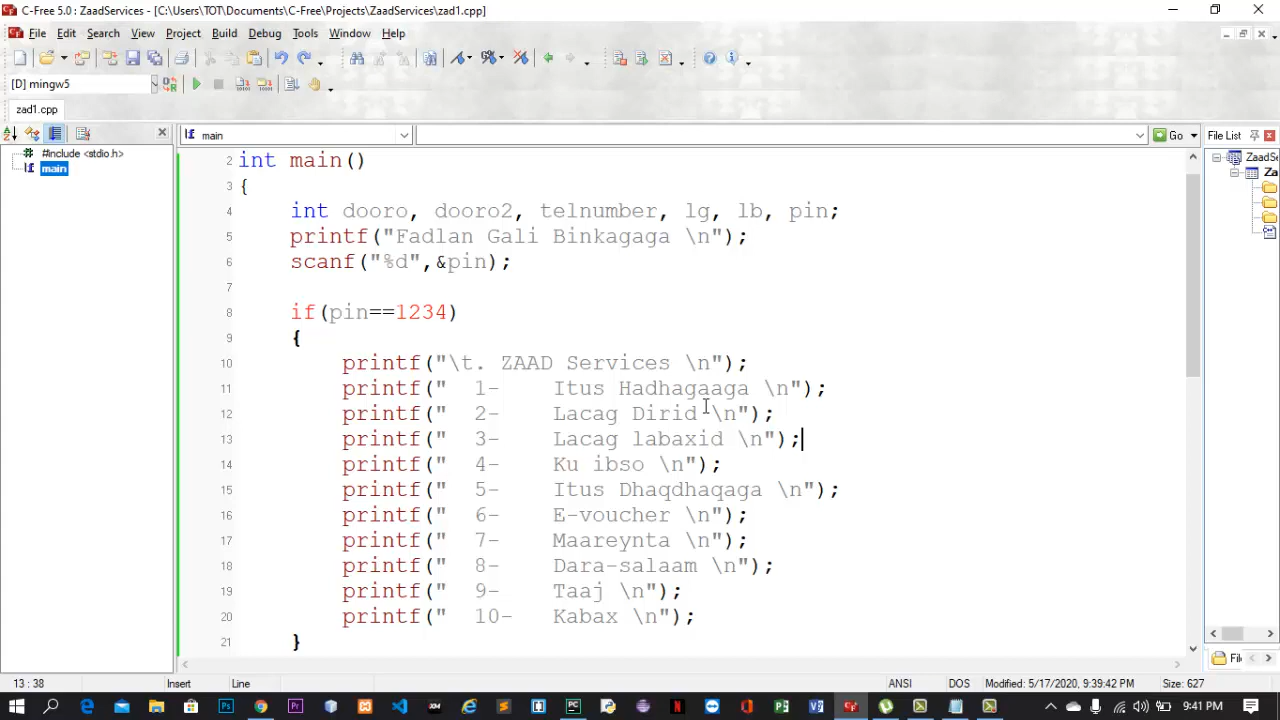 C-Free 5.0 : ZaadServices - [C:\Users\TOT\Documents\C-Free\Projects\ZaadServices\zad1.cpp]
File Edit Search View Project Build Debug Tools Window Help
[D] mingw5
zad1.cpp
main
Go
File List
#include <stdio.h>
main
ZaadSe
Za
2 int main()
3 {
4 int dooro, dooro2, telnumber, lg, lb, pin;
5 printf("Fadlan Gali Binkagaga \n");
6 scanf("%d",&pin);
7
8 if(pin==1234)
9 {
10 printf("\t. ZAAD Services \n");
11 printf("  1-    Itus Hadhagaaga \n");
12 printf("  2-    Lacag Dirid \n");
13 printf("  3-    Lacag labaxid \n");
14 printf("  4-    Ku ibso \n");
15 printf("  5-    Itus Dhaqdhaqaga \n");
16 printf("  6-    E-voucher \n");
17 printf("  7-    Maareynta \n");
18 printf("  8-    Dara-salaam \n");
19 printf("  9-    Taaj \n");
20 printf("  10-   Kabax \n");
21 }
13 : 38 Insert Line ANSI DOS Modified: 5/17/2020, 9:39:42 PM Size: 627
9:41 PM